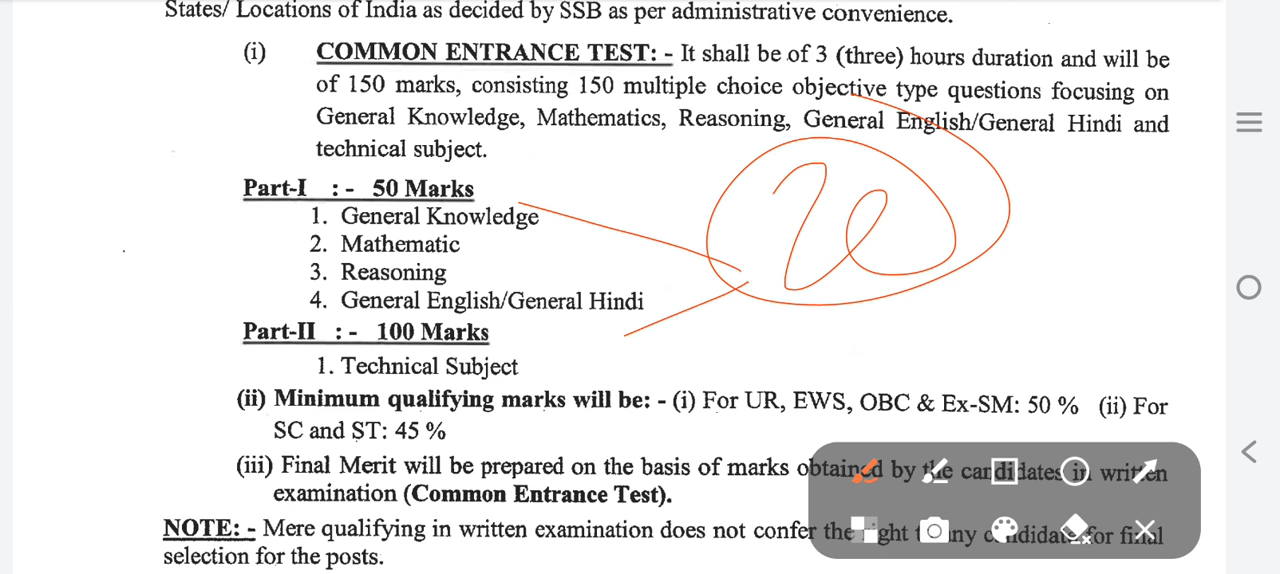 States/ Locations of India as decided by SSB as per administrative convenience.
(i) COMMON ENTRANCE TEST: - It shall be of 3 (three) hours duration and will be
of 150 marks, consisting 150 multiple choice objective type questions focusing on
General Knowledge, Mathematics, Reasoning, General English/General Hindi and
technical subject.
Part-I :- 50 Marks
1. General Knowledge
2. Mathematic
3. Reasoning
4. General English/General Hindi
Part-II :- 100 Marks
1. Technical Subject
(ii) Minimum qualifying marks will be: - (i) For UR, EWS, OBC & Ex-SM: 50 % (ii) For
SC and ST: 45 %
(iii) Final Merit will be prepared on the basis of marks obtained by the candidates in written
examination (Common Entrance Test).
NOTE: - Mere qualifying in written examination does not confer the right to any candidate for final
selection for the posts.